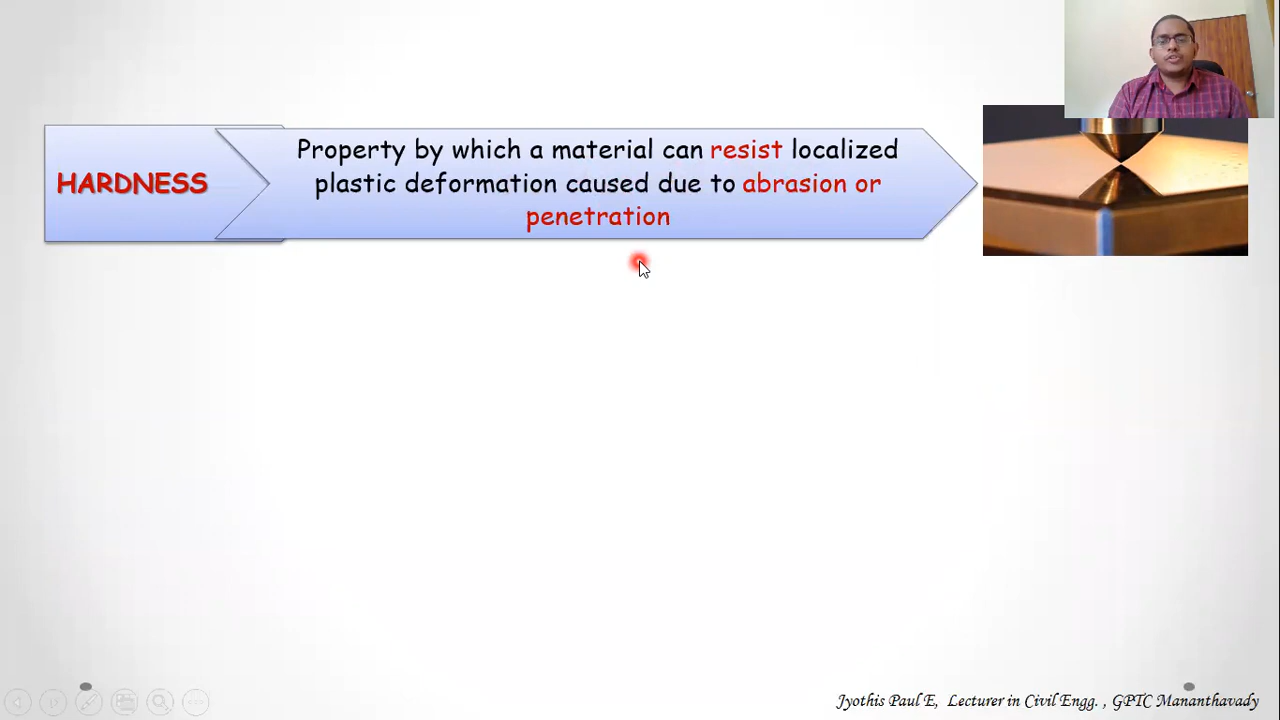 HARDNESS
Property by which a material can resist localized
plastic deformation caused due to abrasion or
penetration
Jyothis Paul E, Lecturer in Civil Engg. , GPTC Mananthavady